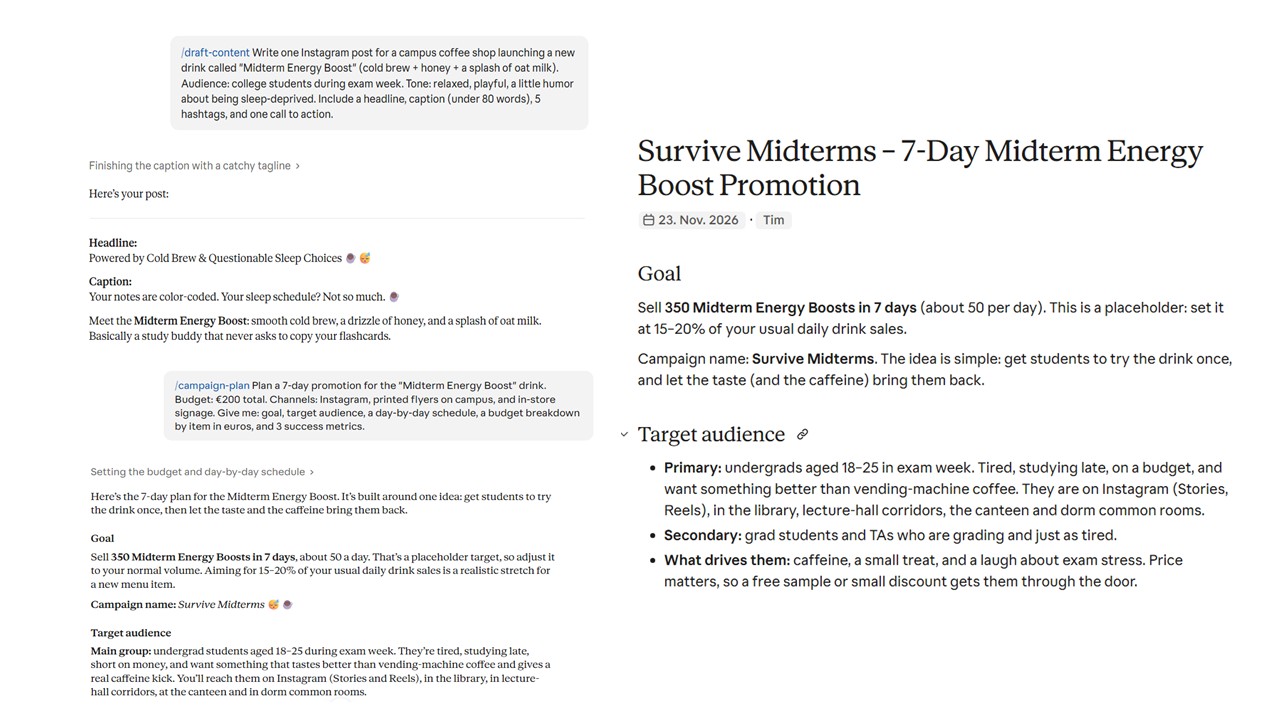 /draft-content Write one Instagram post for a campus coffee shop launching a new
drink called "Midterm Energy Boost" (cold brew + honey + a splash of oat milk).
Audience: college students during exam week. Tone: relaxed, playful, a little humor
about being sleep-deprived. Include a headline, caption (under 80 words), 5
hashtags, and one call to action.
Finishing the caption with a catchy tagline ›
Here's your post:
Headline:
Powered by Cold Brew & Questionable Sleep Choices
Caption:
Your notes are color-coded. Your sleep schedule? Not so much.
Meet the Midterm Energy Boost: smooth cold brew, a drizzle of honey, and a splash of oat milk.
Basically a study buddy that never asks to copy your flashcards.
/campaign-plan Plan a 7-day promotion for the "Midterm Energy Boost" drink.
Budget: €200 total. Channels: Instagram, printed flyers on campus, and in-store
signage. Give me: goal, target audience, a day-by-day schedule, a budget breakdown
by item in euros, and 3 success metrics.
Setting the budget and day-by-day schedule ›
Here's the 7-day plan for the Midterm Energy Boost. It's built around one idea: get students to try
the drink once, then let the taste and the caffeine bring them back.
Goal
Sell 350 Midterm Energy Boosts in 7 days, about 50 a day. That's a placeholder target, so adjust it
to your normal volume. Aiming for 15–20% of your usual daily drink sales is a realistic stretch for
a new menu item.
Campaign name: Survive Midterms
Target audience
Main group: undergrad students aged 18–25 during exam week. They're tired, studying late,
short on money, and want something that tastes better than vending-machine coffee and gives a
real caffeine kick. You'll reach them on Instagram (Stories and Reels), in the library, in lecture-
hall corridors, at the canteen and in dorm common rooms.
Survive Midterms – 7-Day Midterm Energy
Boost Promotion
23. Nov. 2026 · Tim
Goal
Sell 350 Midterm Energy Boosts in 7 days (about 50 per day). This is a placeholder: set it
at 15–20% of your usual daily drink sales.
Campaign name: Survive Midterms. The idea is simple: get students to try the drink once,
and let the taste (and the caffeine) bring them back.
Target audience
• Primary: undergrads aged 18–25 in exam week. Tired, studying late, on a budget, and
want something better than vending-machine coffee. They are on Instagram (Stories,
Reels), in the library, lecture-hall corridors, the canteen and dorm common rooms.
• Secondary: grad students and TAs who are grading and just as tired.
• What drives them: caffeine, a small treat, and a laugh about exam stress. Price
matters, so a free sample or small discount gets them through the door.